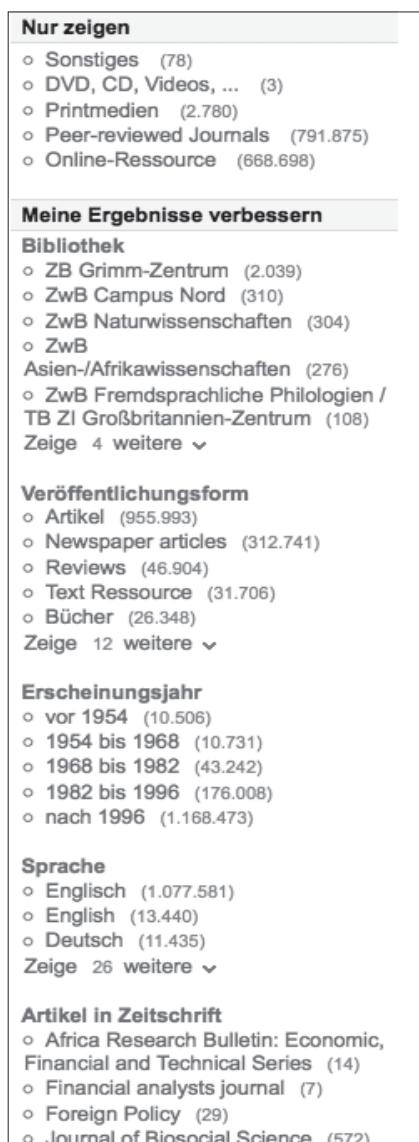 Nur zeigen
○ Sonstiges (78)
○ DVD, CD, Videos, ... (3)
○ Printmedien (2.780)
○ Peer-reviewed Journals (791.875)
○ Online-Ressource (668.698)
Meine Ergebnisse verbessern
Bibliothek
○ ZB Grimm-Zentrum (2.039)
○ ZwB Campus Nord (310)
○ ZwB Naturwissenschaften (304)
○ ZwB
Asien-/Afrikawissenschaften (276)
○ ZwB Fremdsprachliche Philologien /
TB ZI Großbritannien-Zentrum (108)
Zeige 4 weitere
Veröffentlichungsform
○ Artikel (955.993)
○ Newspaper articles (312.741)
○ Reviews (46.904)
○ Text Ressource (31.706)
○ Bücher (26.348)
Zeige 12 weitere
Erscheinungsjahr
○ vor 1954 (10.506)
○ 1954 bis 1968 (10.731)
○ 1968 bis 1982 (43.242)
○ 1982 bis 1996 (176.008)
○ nach 1996 (1.168.473)
Sprache
○ Englisch (1.077.581)
○ English (13.440)
○ Deutsch (11.435)
Zeige 26 weitere
Artikel in Zeitschrift
○ Africa Research Bulletin: Economic,
Financial and Technical Series (14)
○ Financial analysts journal (7)
○ Foreign Policy (29)
○ Journal of Biosocial Science (572)